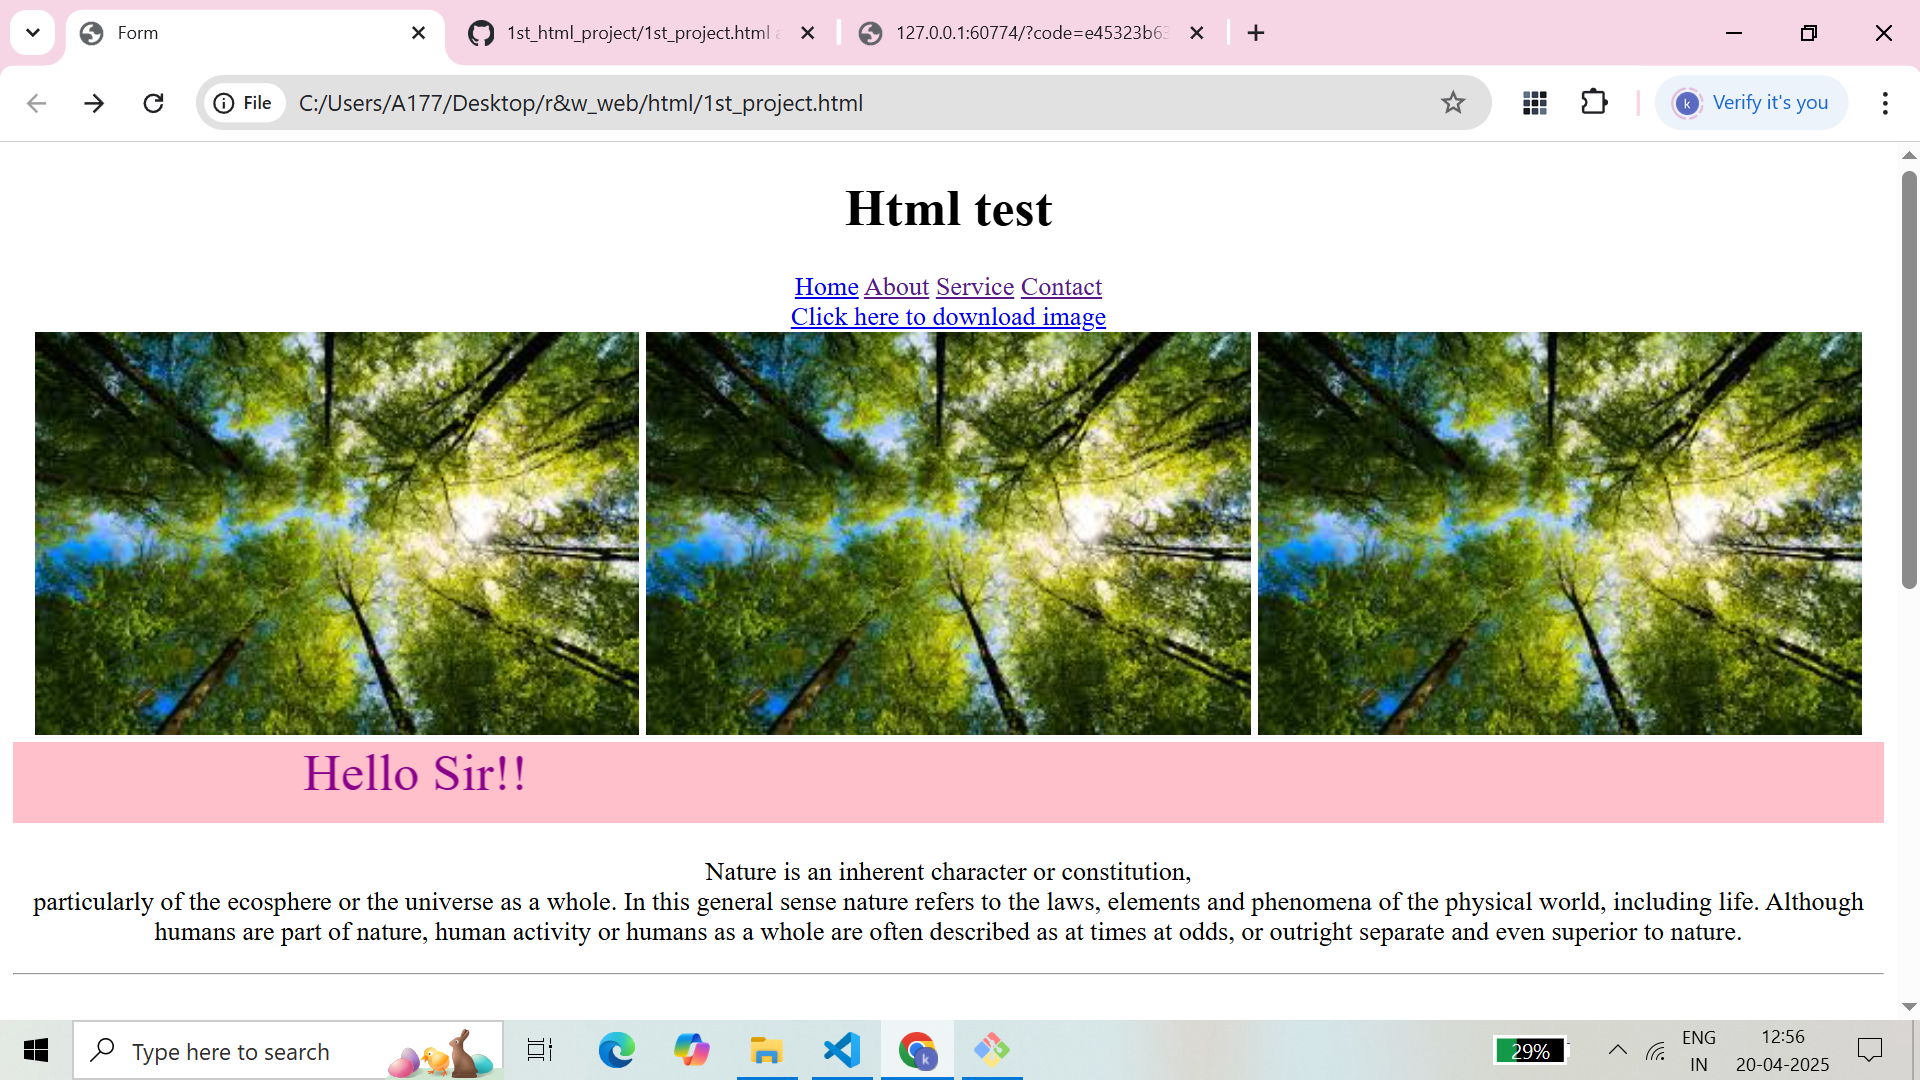 Form
1st_html_project/1st_project.html
127.0.0.1:60774/?code=e45323b63
File
C:/Users/A177/Desktop/r&w_web/html/1st_project.html
k
Verify it's you
Html test
Home About Service Contact
Click here to download image
Hello Sir!!
Nature is an inherent character or constitution,
particularly of the ecosphere or the universe as a whole. In this general sense nature refers to the laws, elements and phenomena of the physical world, including life. Although
humans are part of nature, human activity or humans as a whole are often described as at times at odds, or outright separate and even superior to nature.
Type here to search
k
29%
ENG
IN
12:56
20-04-2025